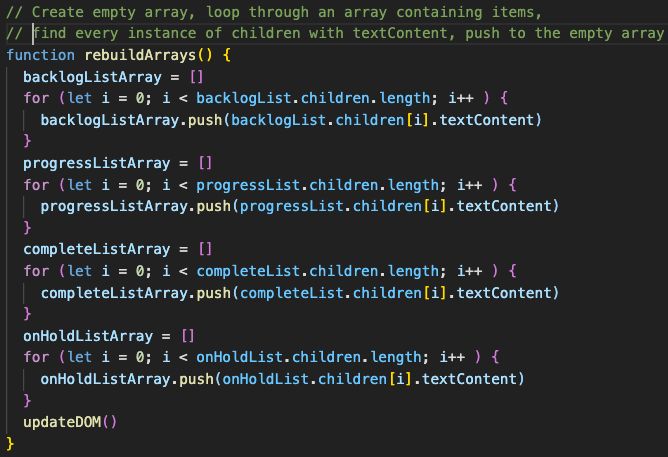 // Create empty array, loop through an array containing items,
// find every instance of children with textContent, push to the empty array
function rebuildArrays() {
  backlogListArray = []
  for (let i = 0; i < backlogList.children.length; i++ ) {
    backlogListArray.push(backlogList.children[i].textContent)
  }
  progressListArray = []
  for (let i = 0; i < progressList.children.length; i++ ) {
    progressListArray.push(progressList.children[i].textContent)
  }
  completeListArray = []
  for (let i = 0; i < completeList.children.length; i++ ) {
    completeListArray.push(completeList.children[i].textContent)
  }
  onHoldListArray = []
  for (let i = 0; i < onHoldList.children.length; i++ ) {
    onHoldListArray.push(onHoldList.children[i].textContent)
  }
  updateDOM()
}